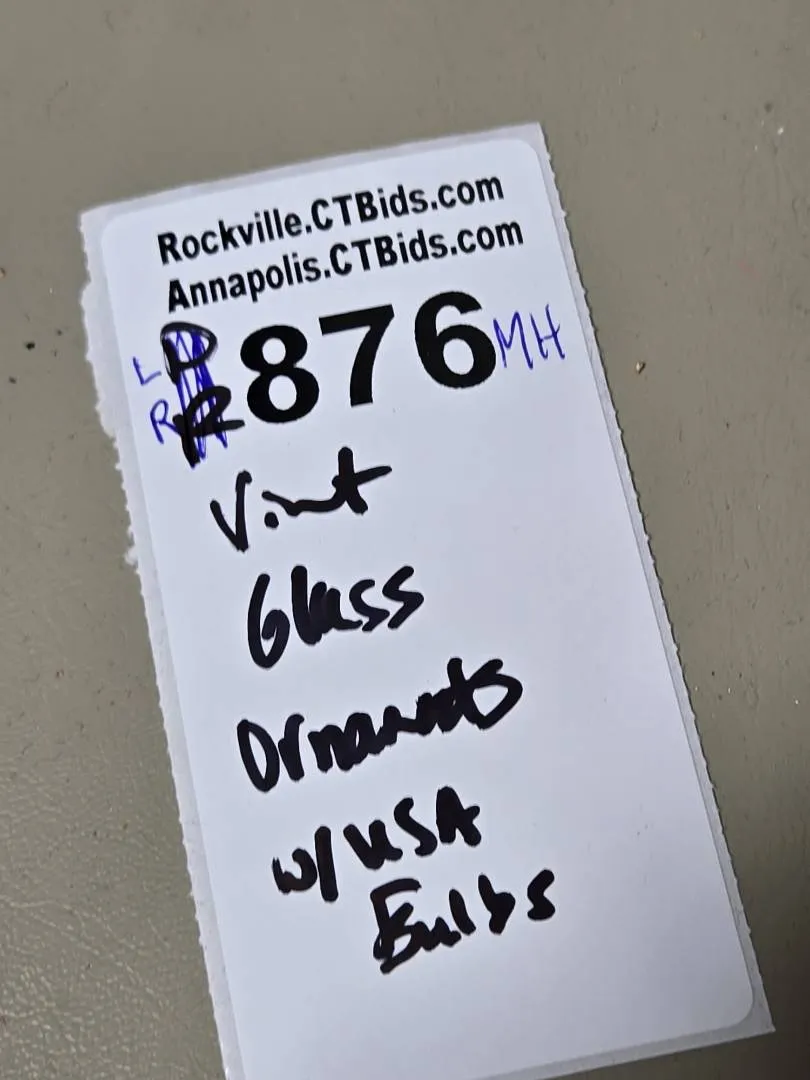 Rockville.CTBids.com
Annapolis.CTBids.com
L R 876 MH
Vint
Glass
Ornaments
w/USA
Bulbs